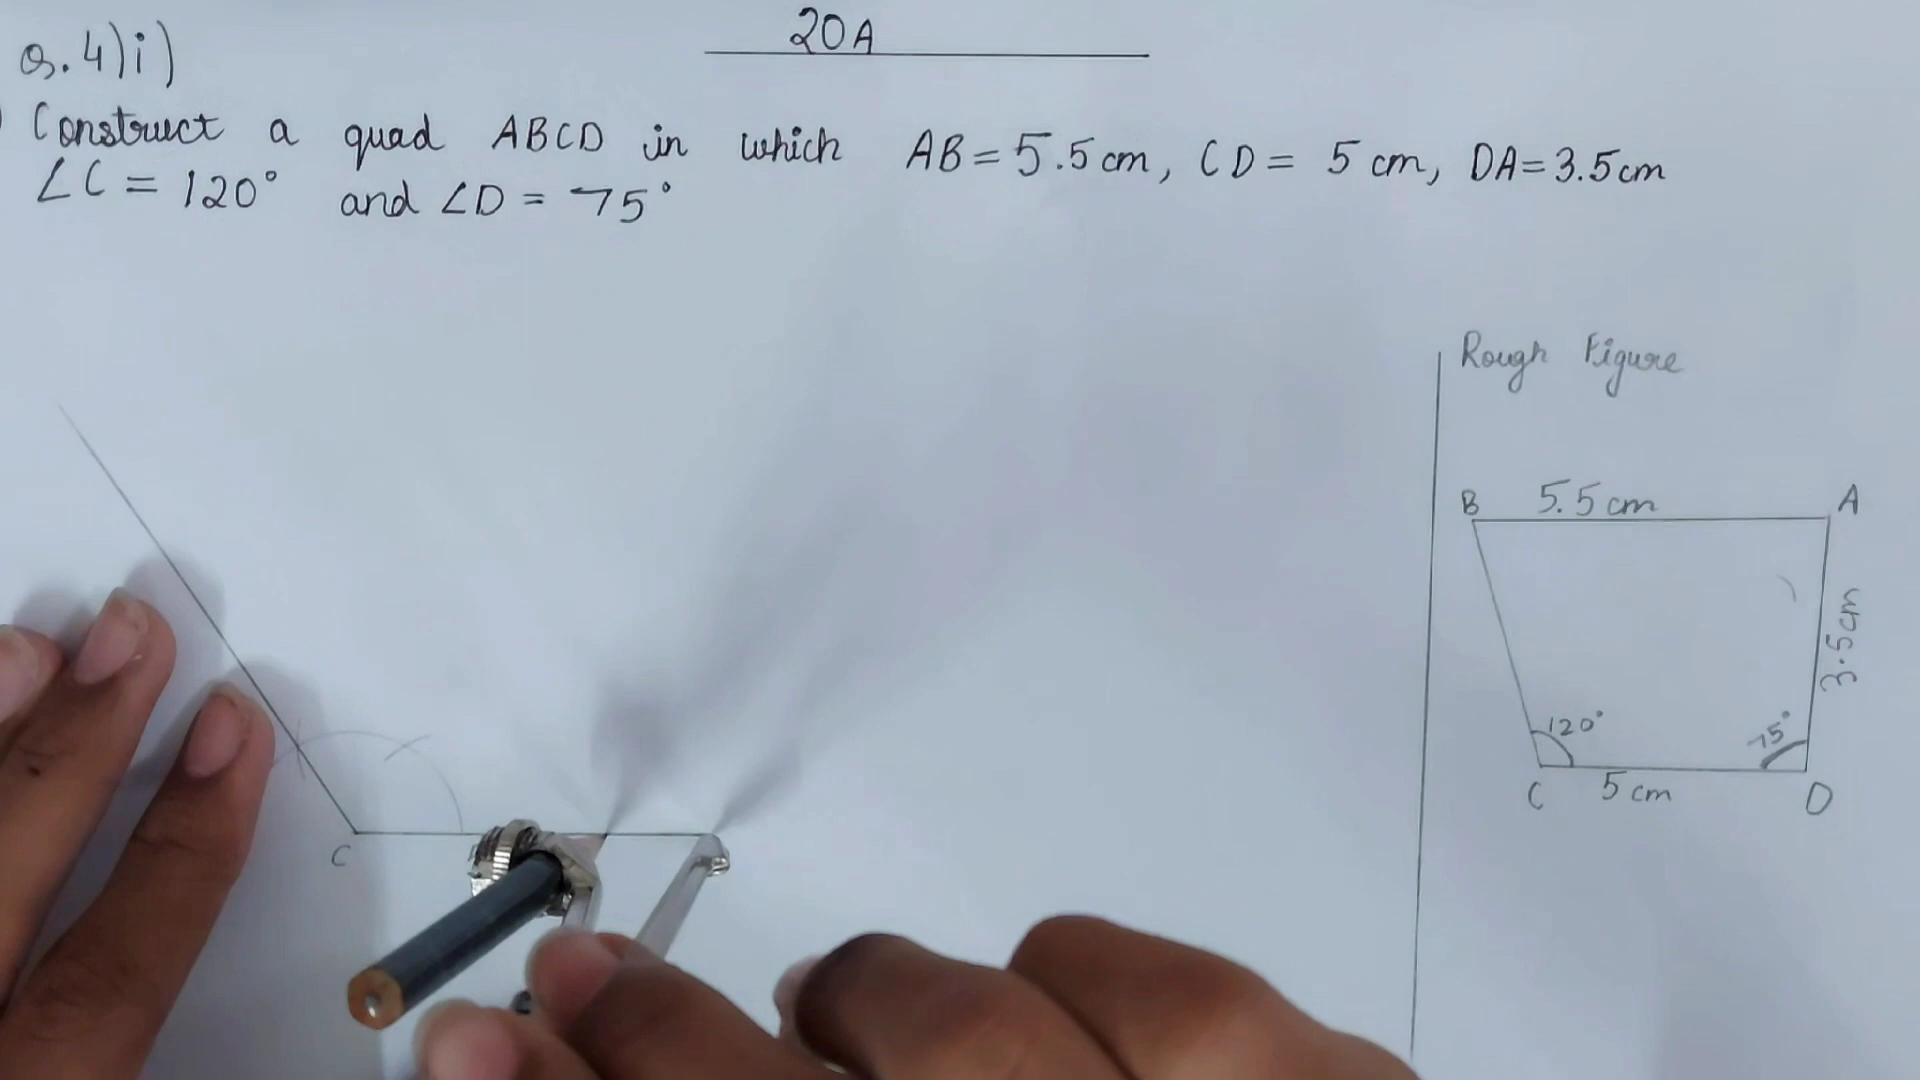 20A
Q.4)i)
Construct a quad ABCD in which AB = 5.5 cm, CD = 5 cm, DA = 3.5 cm
∠C = 120° and ∠D = 75°
Rough Figure
B 5.5 cm A
3.5cm
120° 75°
C 5 cm D
C